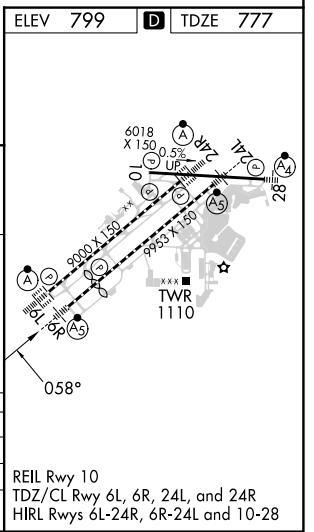 ELEV 799 D TDZE 777
6018
X 150
0.5%
UP
A
24R
24L
P
A4
P
10
28
P
P
A5
9000 X 150
9953 X 150
A
P
P
6L
6R
A5
TWR
1110
058°
REIL Rwy 10
TDZ/CL Rwy 6L, 6R, 24L, and 24R
HIRL Rwys 6L-24R, 6R-24L and 10-28